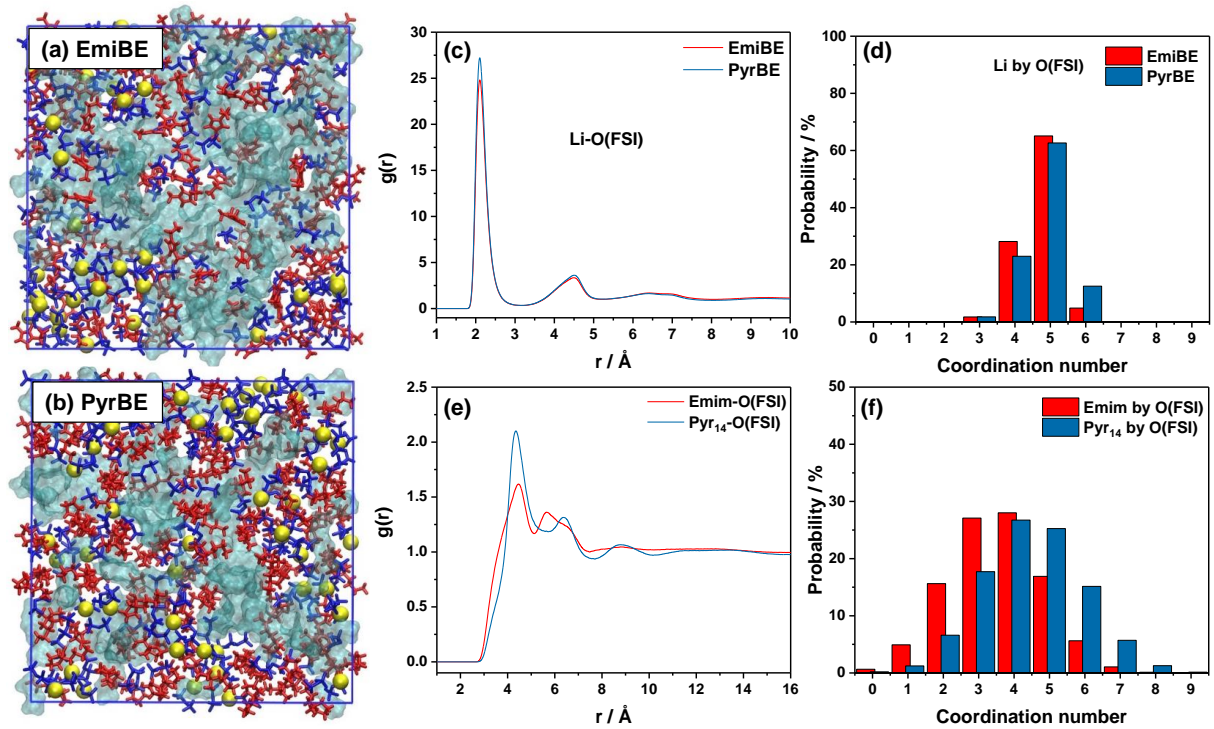 (a) EmiBE
(b) PyrBE
(c)
EmiBE
PyrBE
Li-O(FSI)
30
25
20
15
10
5
0
g(r)
1 2 3 4 5 6 7 8 9 10
r / Å
(d)
Li by O(FSI)
EmiBE
PyrBE
100
80
60
40
20
0
Probability / %
0 1 2 3 4 5 6 7 8 9
Coordination number
(e)
Emim-O(FSI)
Pyr₁₄-O(FSI)
2.5
2.0
1.5
1.0
0.5
0.0
g(r)
2 4 6 8 10 12 14 16
r / Å
(f)
Emim by O(FSI)
Pyr₁₄ by O(FSI)
50
40
30
20
10
0
Probability / %
0 1 2 3 4 5 6 7 8 9
Coordination number